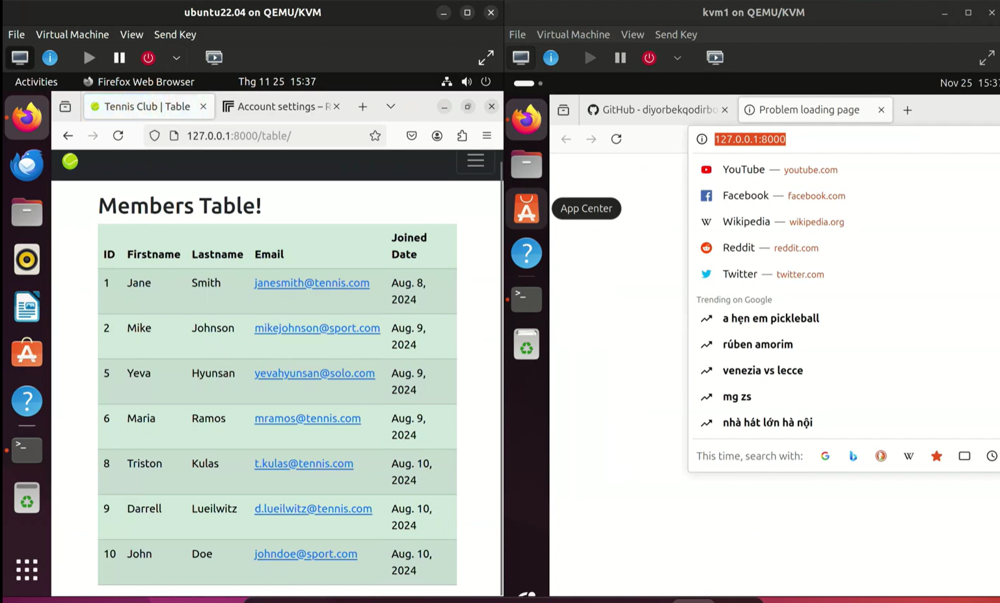 ubuntu22.04 on QEMU/KVM
File Virtual Machine View Send Key
Activities Firefox Web Browser Thg 11 25 15:37
Tennis Club | Table Account settings – R
127.0.0.1:8000/table/
Members Table!
ID Firstname Lastname Email Joined Date
1 Jane Smith janesmith@tennis.com Aug. 8, 2024
2 Mike Johnson mikejohnson@sport.com Aug. 9, 2024
5 Yeva Hyunsan yevahyunsan@solo.com Aug. 9, 2024
6 Maria Ramos mramos@tennis.com Aug. 9, 2024
8 Triston Kulas t.kulas@tennis.com Aug. 10, 2024
9 Darrell Lueilwitz d.lueilwitz@tennis.com Aug. 10, 2024
10 John Doe johndoe@sport.com Aug. 10, 2024
kvm1 on QEMU/KVM
File Virtual Machine View Send Key
Nov 25 15:37
GitHub - diyorbekqodirbo Problem loading page
127.0.0.1:8000
YouTube — youtube.com
Facebook — facebook.com
App Center
Wikipedia — wikipedia.org
Reddit — reddit.com
Twitter — twitter.com
Trending on Google
a hẹn em pickleball
rúben amorim
venezia vs lecce
mg zs
nhà hát lớn hà nội
This time, search with: